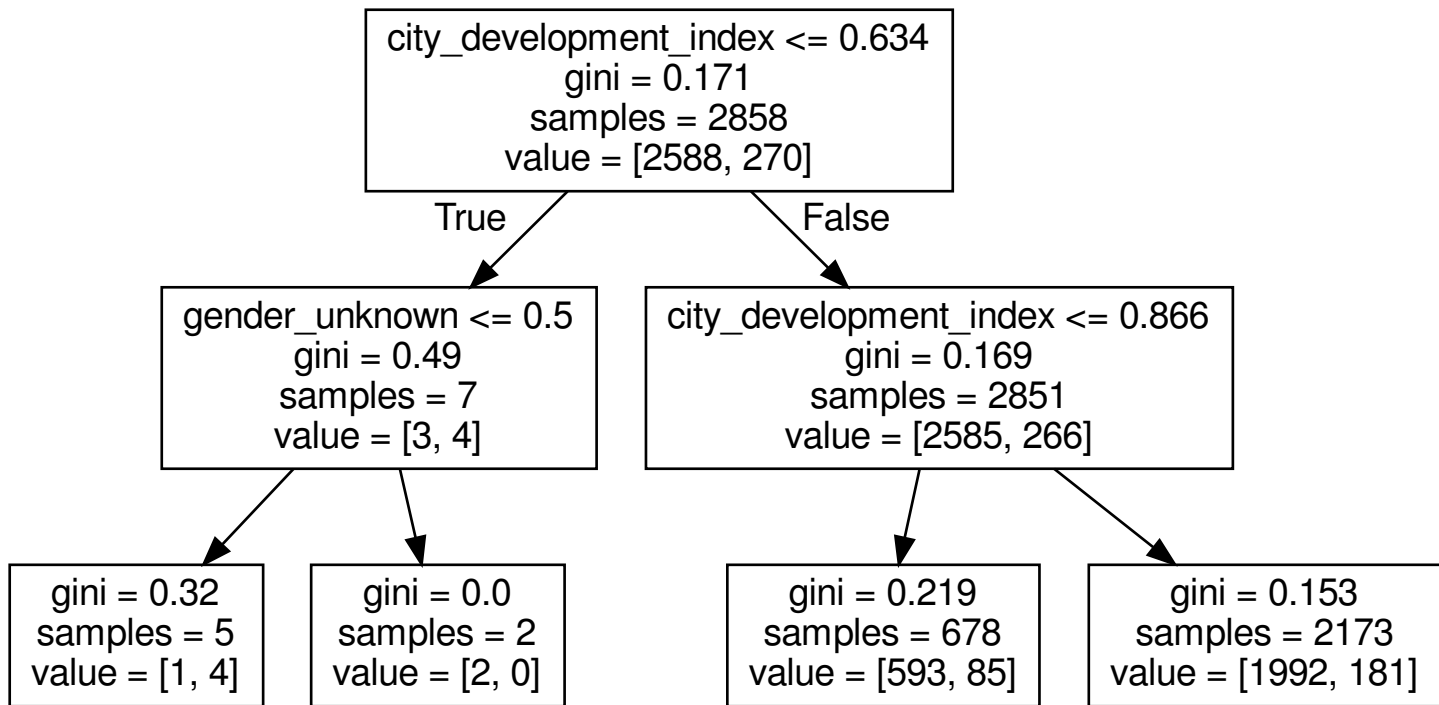 city_development_index <= 0.634
gini = 0.171
samples = 2858
value = [2588, 270]
True
False
gender_unknown <= 0.5
gini = 0.49
samples = 7
value = [3, 4]
city_development_index <= 0.866
gini = 0.169
samples = 2851
value = [2585, 266]
gini = 0.32
samples = 5
value = [1, 4]
gini = 0.0
samples = 2
value = [2, 0]
gini = 0.219
samples = 678
value = [593, 85]
gini = 0.153
samples = 2173
value = [1992, 181]